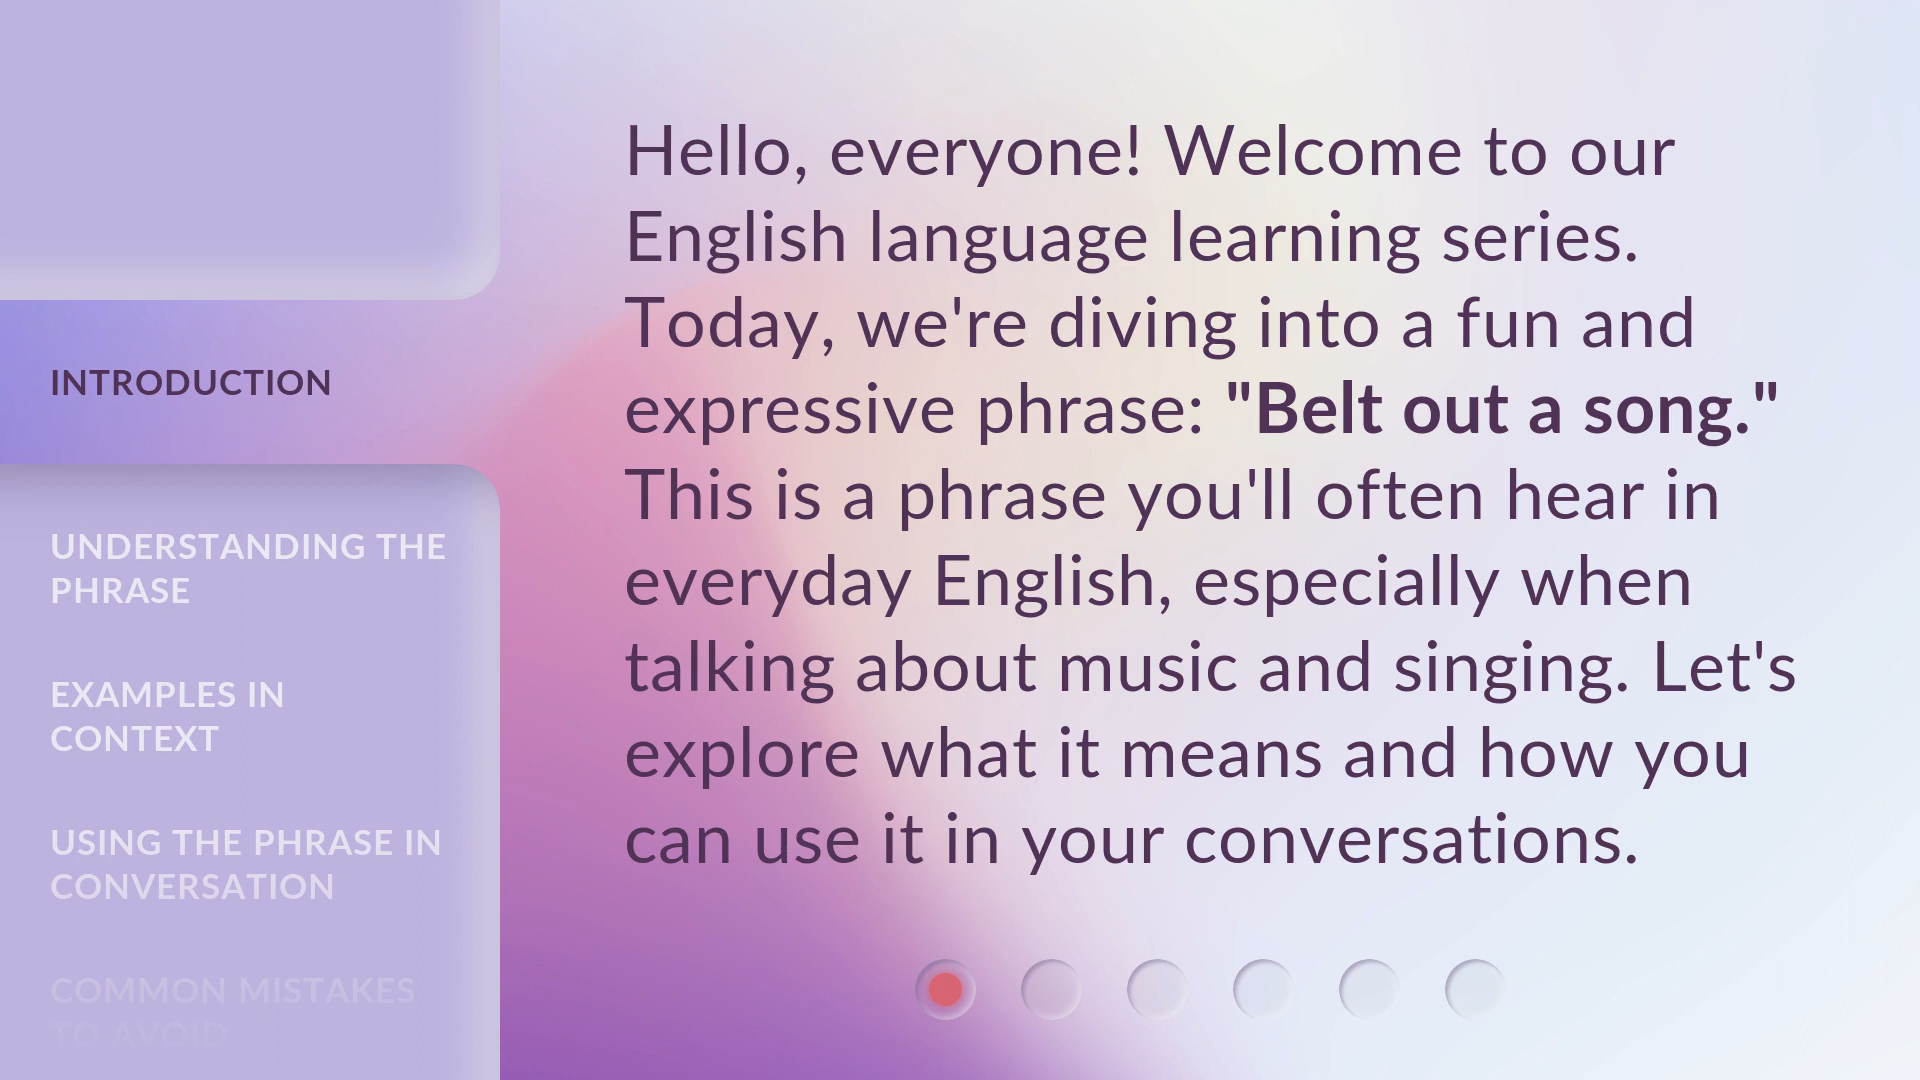 INTRODUCTION
UNDERSTANDING THE
PHRASE
EXAMPLES IN
CONTEXT
USING THE PHRASE IN
CONVERSATION
COMMON MISTAKES
TO AVOID
Hello, everyone! Welcome to our
English language learning series.
Today, we're diving into a fun and
expressive phrase: "Belt out a song."
This is a phrase you'll often hear in
everyday English, especially when
talking about music and singing. Let's
explore what it means and how you
can use it in your conversations.